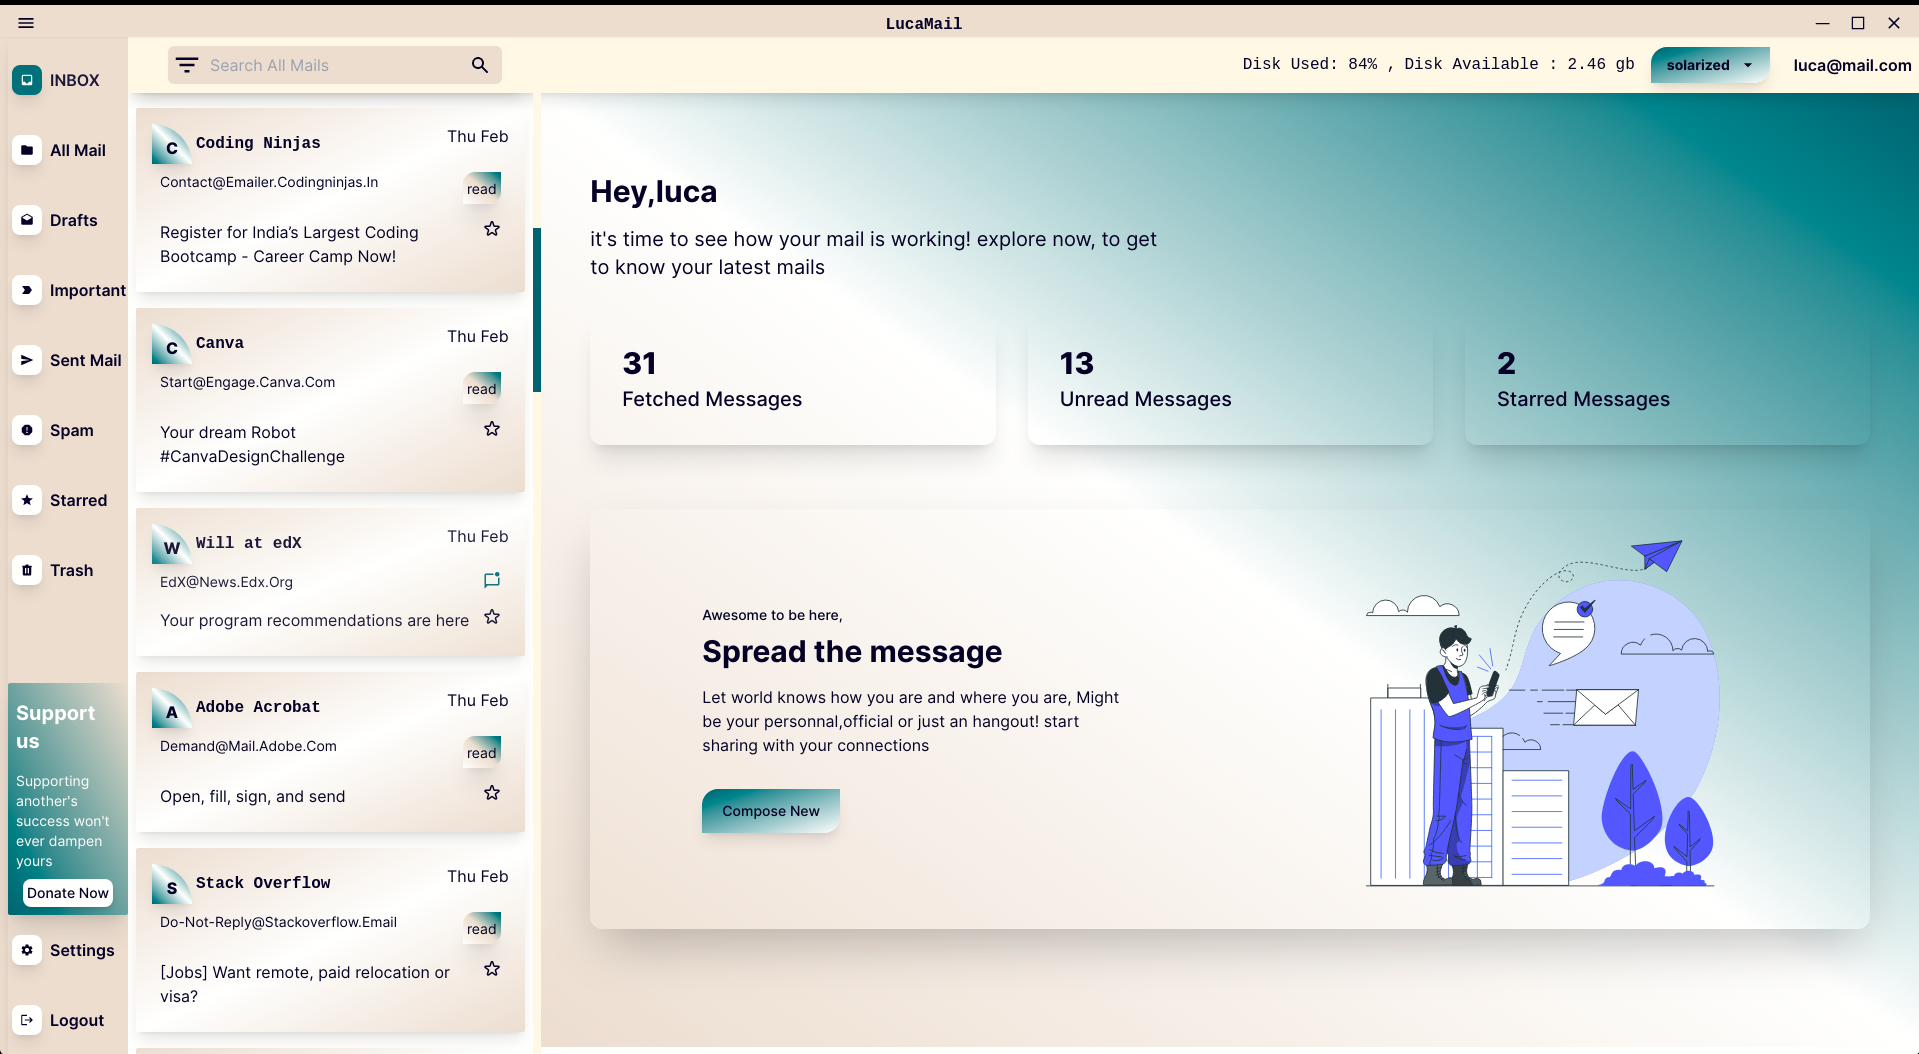 LucaMail
Search All Mails
Disk Used: 84% , Disk Available : 2.46 gb
solarized
luca@mail.com
INBOX
All Mail
Drafts
Important
Sent Mail
Spam
Starred
Trash
Support
us
Supporting
another's
success won't
ever dampen
yours
Donate Now
Settings
Logout
C
Coding Ninjas
Thu Feb
Contact@Emailer.Codingninjas.In
read
Register for India’s Largest Coding
Bootcamp - Career Camp Now!
C
Canva
Thu Feb
Start@Engage.Canva.Com
read
Your dream Robot
#CanvaDesignChallenge
W
Will at edX
Thu Feb
EdX@News.Edx.Org
Your program recommendations are here
A
Adobe Acrobat
Thu Feb
Demand@Mail.Adobe.Com
read
Open, fill, sign, and send
S
Stack Overflow
Thu Feb
Do-Not-Reply@Stackoverflow.Email
read
[Jobs] Want remote, paid relocation or
visa?
Hey,luca
it's time to see how your mail is working! explore now, to get
to know your latest mails
31
Fetched Messages
13
Unread Messages
2
Starred Messages
Awesome to be here,
Spread the message
Let world knows how you are and where you are, Might
be your personnal,official or just an hangout! start
sharing with your connections
Compose New